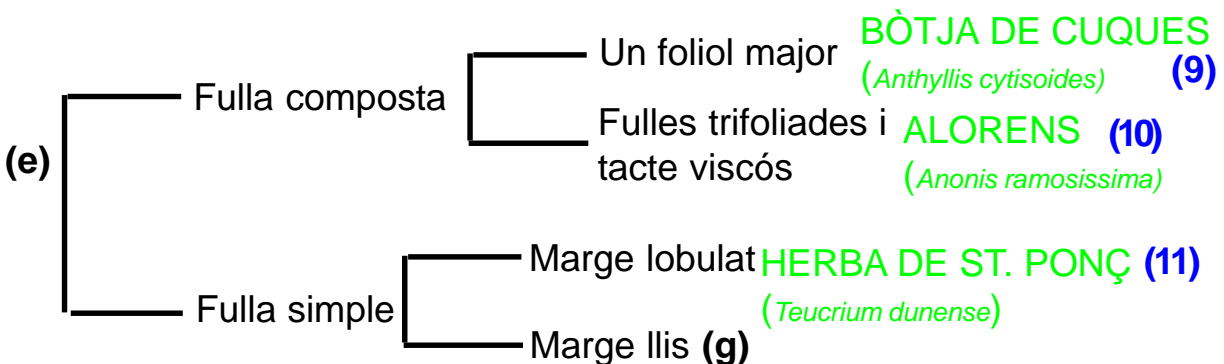 (e)
Fulla composta
Un foliol major BÒTJA DE CUQUES
(Anthyllis cytisoides) (9)
Fulles trifoliades i
tacte viscós
ALORENS (10)
(Anonis ramosissima)
Fulla simple
Marge lobulat HERBA DE ST. PONÇ (11)
(Teucrium dunense)
Marge llis (g)